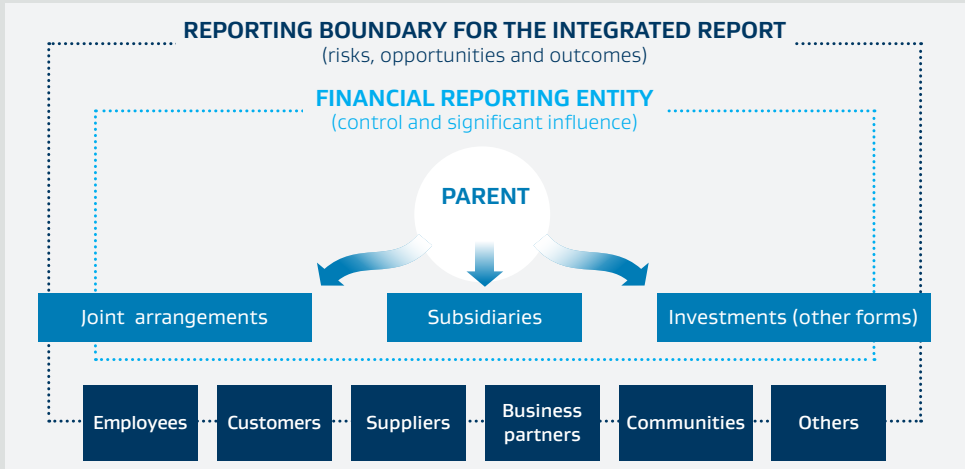 REPORTING BOUNDARY FOR THE INTEGRATED REPORT
(risks, opportunities and outcomes)
FINANCIAL REPORTING ENTITY
(control and significant influence)
PARENT
Joint arrangements
Subsidiaries
Investments (other forms)
Employees
Customers
Suppliers
Business
partners
Communities
Others